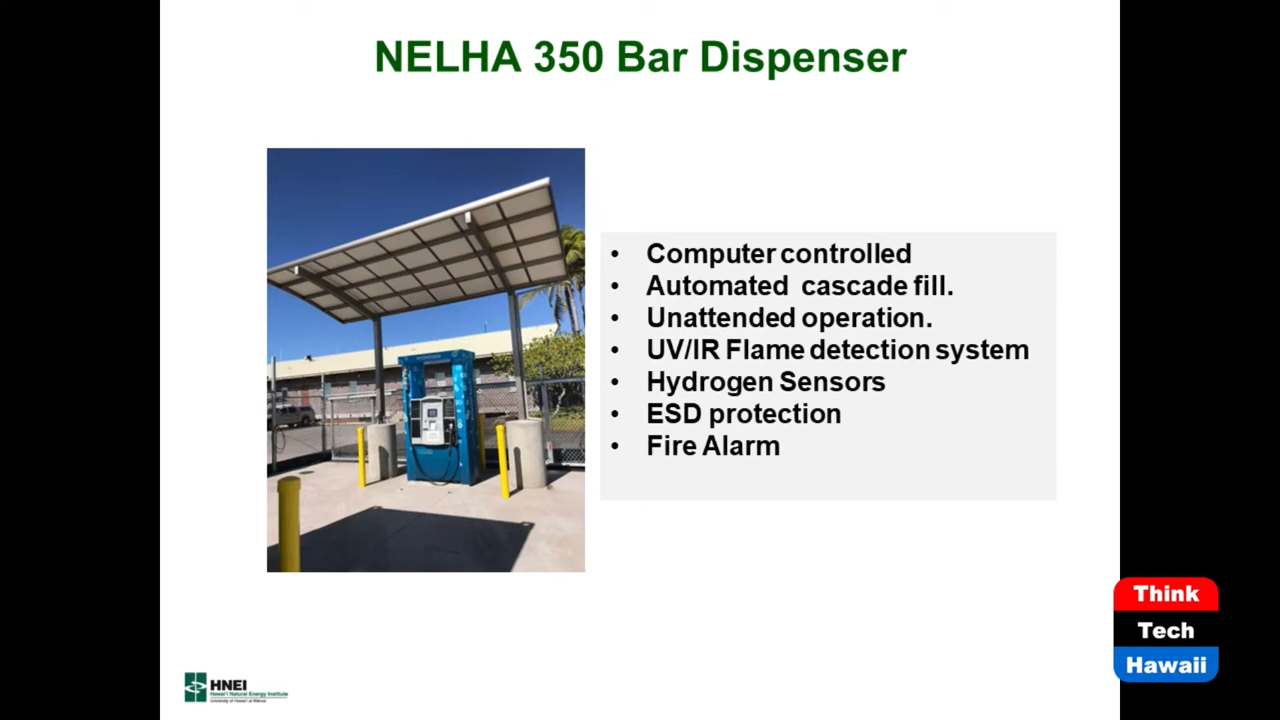 NELHA 350 Bar Dispenser
• Computer controlled
• Automated  cascade fill.
• Unattended operation.
• UV/IR Flame detection system
• Hydrogen Sensors
• ESD protection
• Fire Alarm
HNEI
Hawai'i Natural Energy Institute
University of Hawai'i at Mānoa
Think
Tech
Hawaii